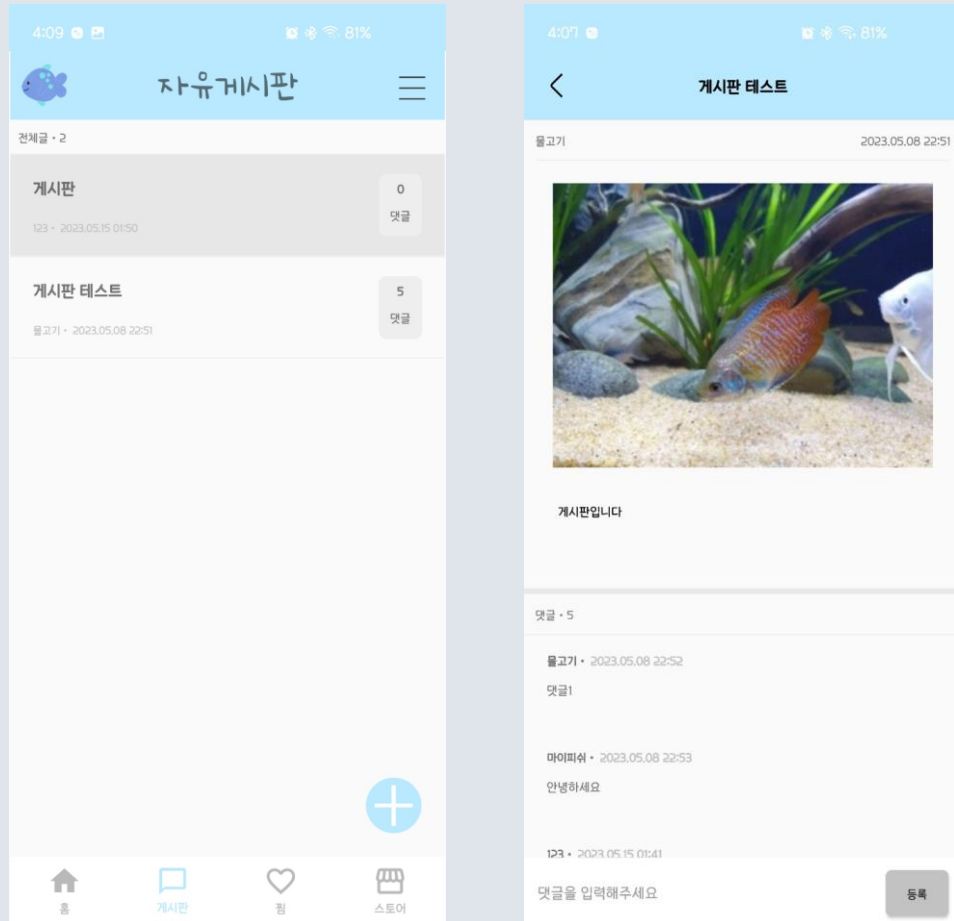 4:09
81%
자유게시판
전체글 • 2
게시판
0
댓글
123 • 2023.05.15 01:50
게시판 테스트
5
댓글
물고기 • 2023.05.08 22:51
홈
게시판
찜
스토어
4:07
81%
게시판 테스트
물고기
2023.05.08 22:51
게시판입니다
댓글 • 5
물고기 • 2023.05.08 22:52
댓글1
마이피쉬 • 2023.05.08 22:53
안녕하세요
123 • 2023.05.15 01:41
댓글을 입력해주세요
등록